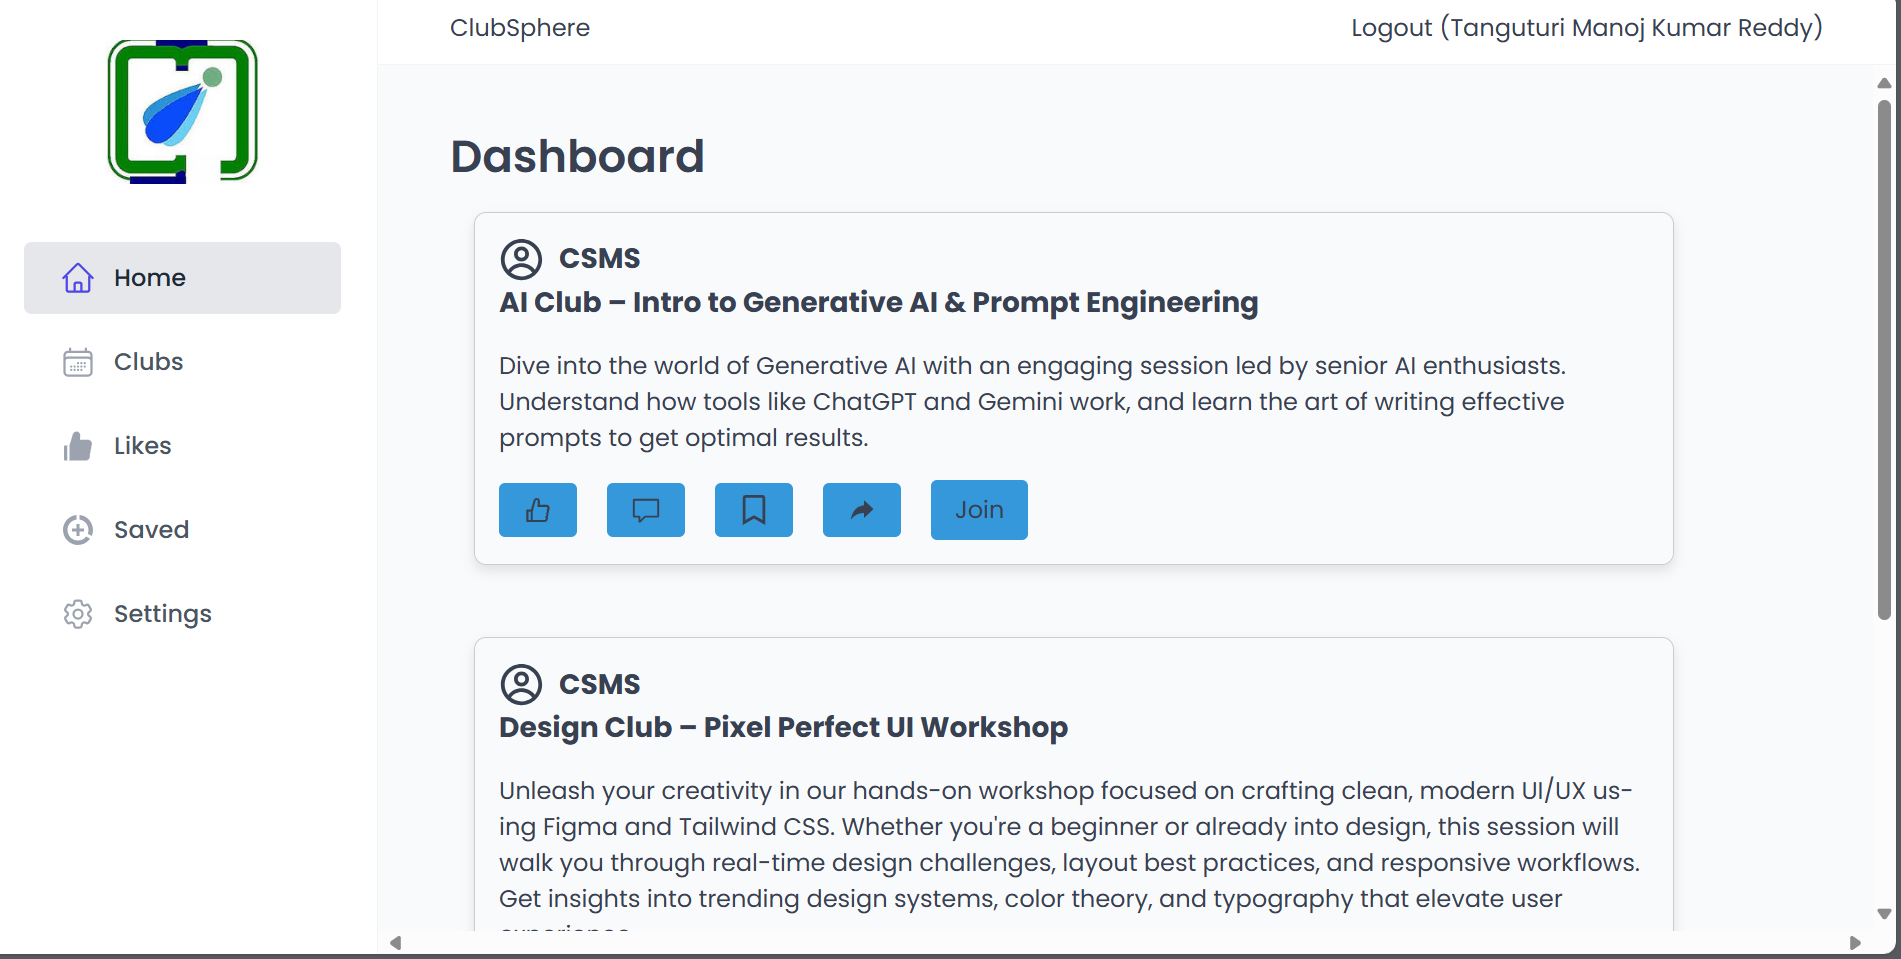 ClubSphere
Logout (Tanguturi Manoj Kumar Reddy)
Home
Clubs
Likes
Saved
Settings
Dashboard
CSMS
AI Club – Intro to Generative AI & Prompt Engineering
Dive into the world of Generative AI with an engaging session led by senior AI enthusiasts.
Understand how tools like ChatGPT and Gemini work, and learn the art of writing effective
prompts to get optimal results.
Join
CSMS
Design Club – Pixel Perfect UI Workshop
Unleash your creativity in our hands-on workshop focused on crafting clean, modern UI/UX us-
ing Figma and Tailwind CSS. Whether you're a beginner or already into design, this session will
walk you through real-time design challenges, layout best practices, and responsive workflows.
Get insights into trending design systems, color theory, and typography that elevate user